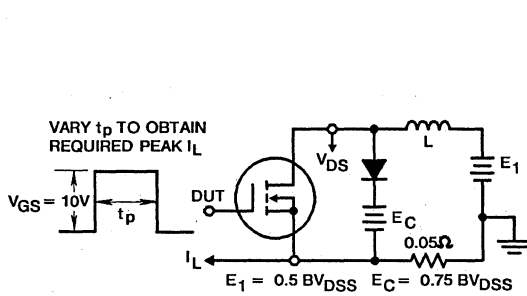 VARY tp TO OBTAIN
REQUIRED PEAK IL
VGS = 10V
tp
DUT
VDS
L
E1
EC
0.05Ω
IL
E1 = 0.5 BVDSS EC = 0.75 BVDSS